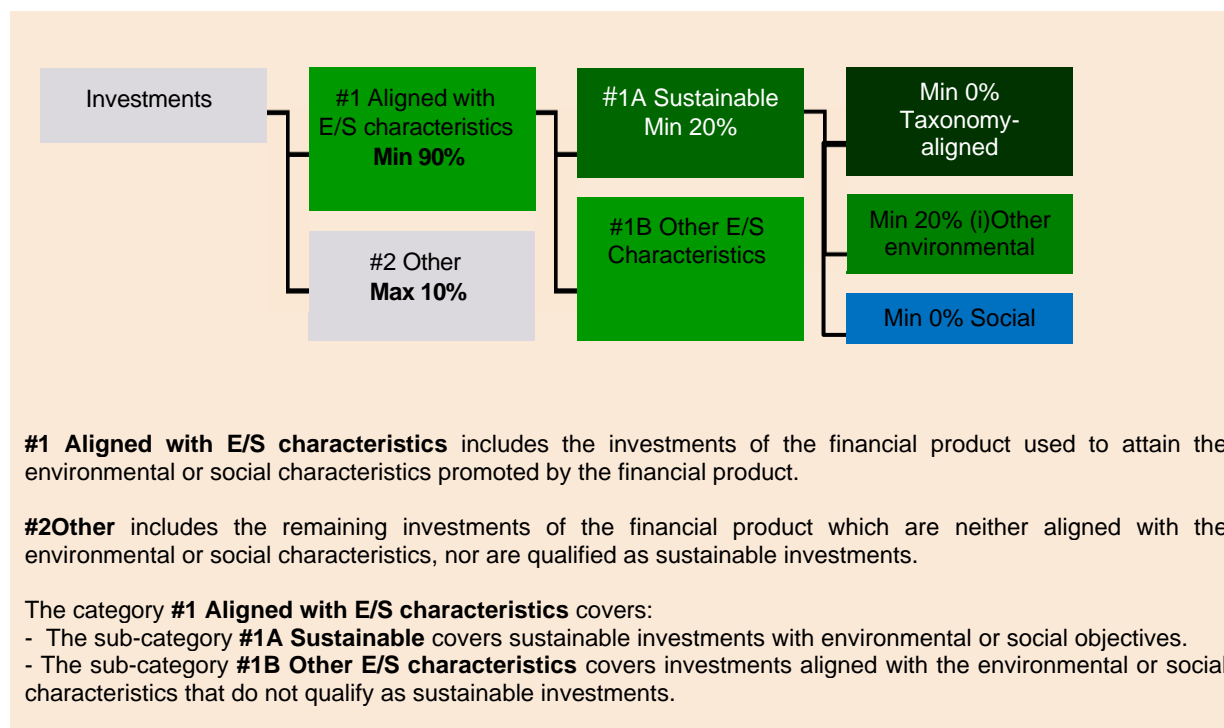 Investments
#1 Aligned with
E/S characteristics
Min 90%
#2 Other
Max 10%
#1A Sustainable
Min 20%
#1B Other E/S
Characteristics
Min 0%
Taxonomy-
aligned
Min 20% (i)Other
environmental
Min 0% Social
#1 Aligned with E/S characteristics includes the investments of the financial product used to attain the
environmental or social characteristics promoted by the financial product.
#2Other includes the remaining investments of the financial product which are neither aligned with the
environmental or social characteristics, nor are qualified as sustainable investments.
The category #1 Aligned with E/S characteristics covers:
- The sub-category #1A Sustainable covers sustainable investments with environmental or social objectives.
- The sub-category #1B Other E/S characteristics covers investments aligned with the environmental or social
characteristics that do not qualify as sustainable investments.